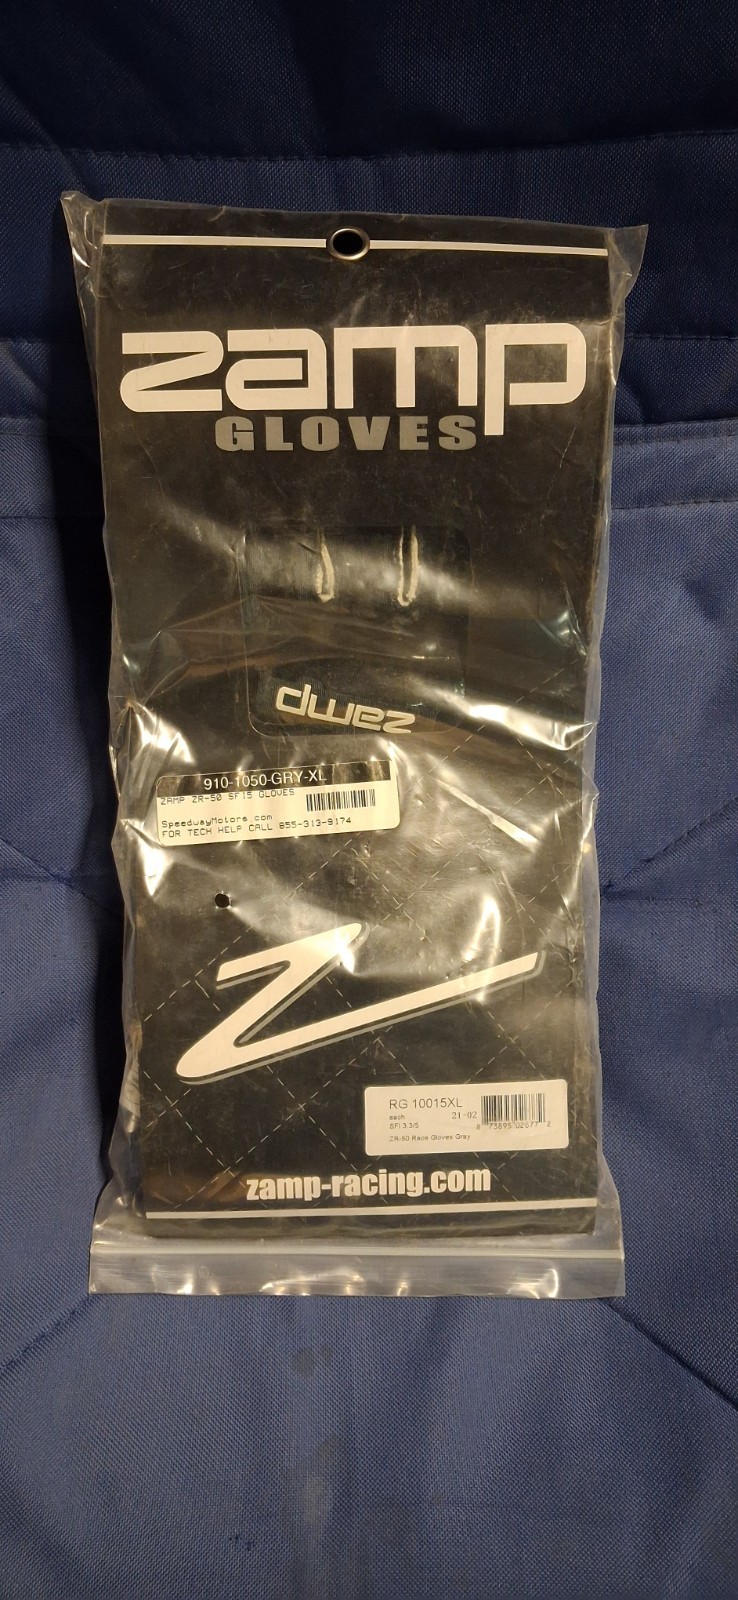 zamp
GLOVES
zamp
910-1050-GRY-XL
ZAMP ZR-50 SF15 GLOVES
SpeedwayMotors com
FOR TECH HELP CALL 855-313-9174
Z
RG 10015XL
each 21-02
SFI 3.3/5
ZR-50 Race Gloves Gray
zamp-racing.com